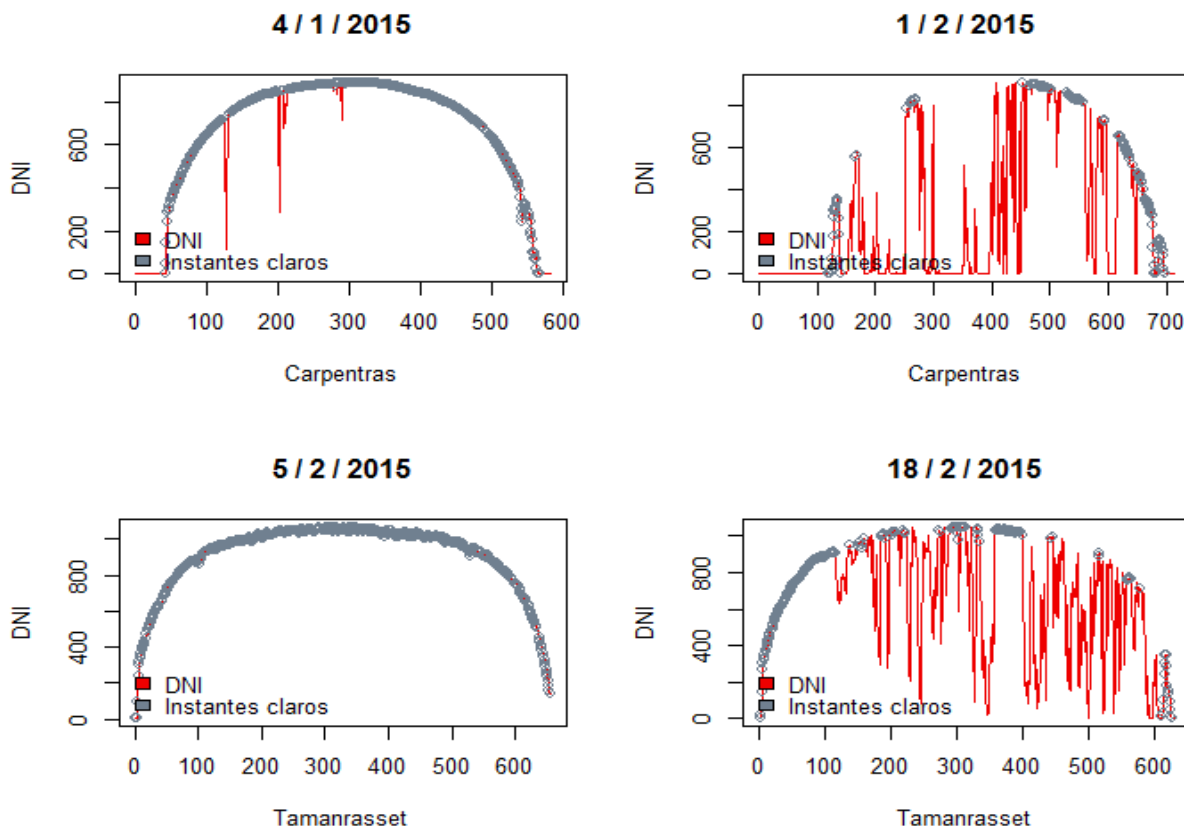 4 / 1 / 2015
DNI
0 200 600
DNI
Instantes claros
0 100 200 300 400 500 600
Carpentras
1 / 2 / 2015
DNI
0 200 600
DNI
Instantes claros
0 100 200 300 400 500 600 700
Carpentras
5 / 2 / 2015
DNI
0 400 800
DNI
Instantes claros
0 100 200 300 400 500 600
Tamanrasset
18 / 2 / 2015
DNI
0 400 800
DNI
Instantes claros
0 100 200 300 400 500 600
Tamanrasset